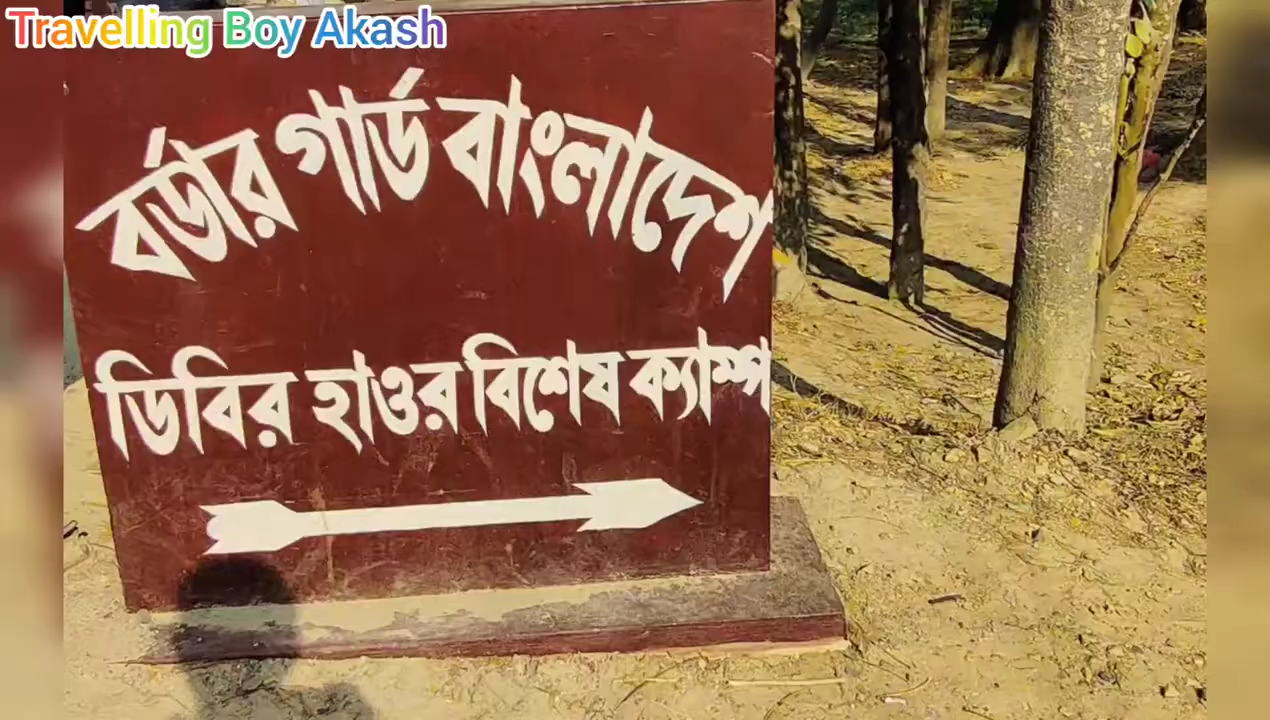 Travelling Boy Akash
বর্ডার গার্ড বাংলাদেশ
ডিবির হাওর বিশেষ ক্যাম্প